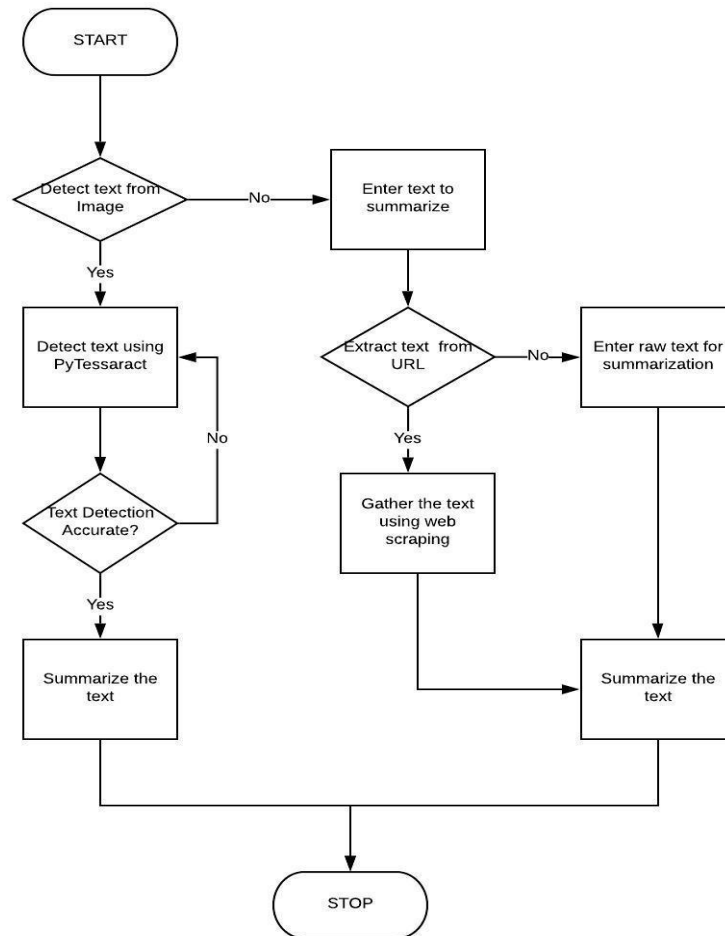 START
Detect text from
Image
No
Enter text to
summarize
Yes
Detect text using
PyTessaract
Extract text from
URL
No
Enter raw text for
summarization
No
Yes
Text Detection
Accurate?
Gather the text
using web
scraping
Yes
Summarize the
text
Summarize the
text
STOP